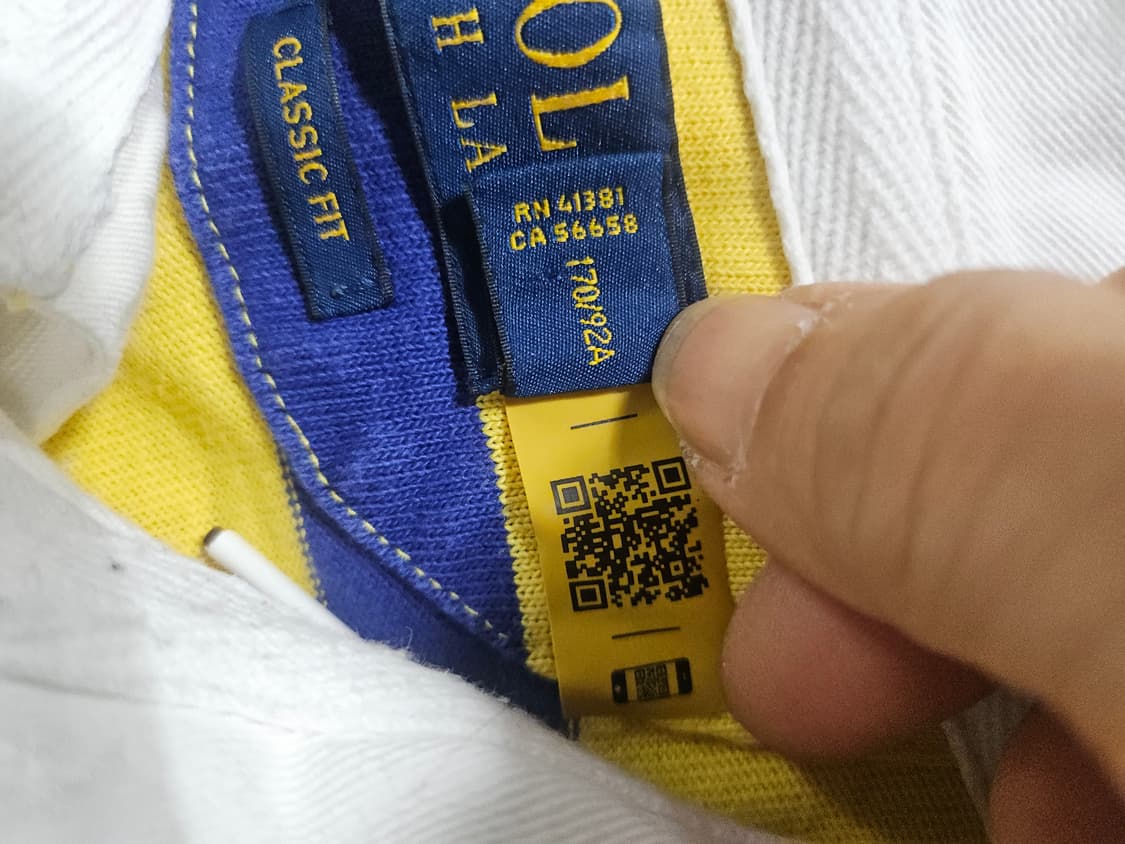 CLASSIC FIT
OL
H LA
RN 41381
CA 56658
170/92A